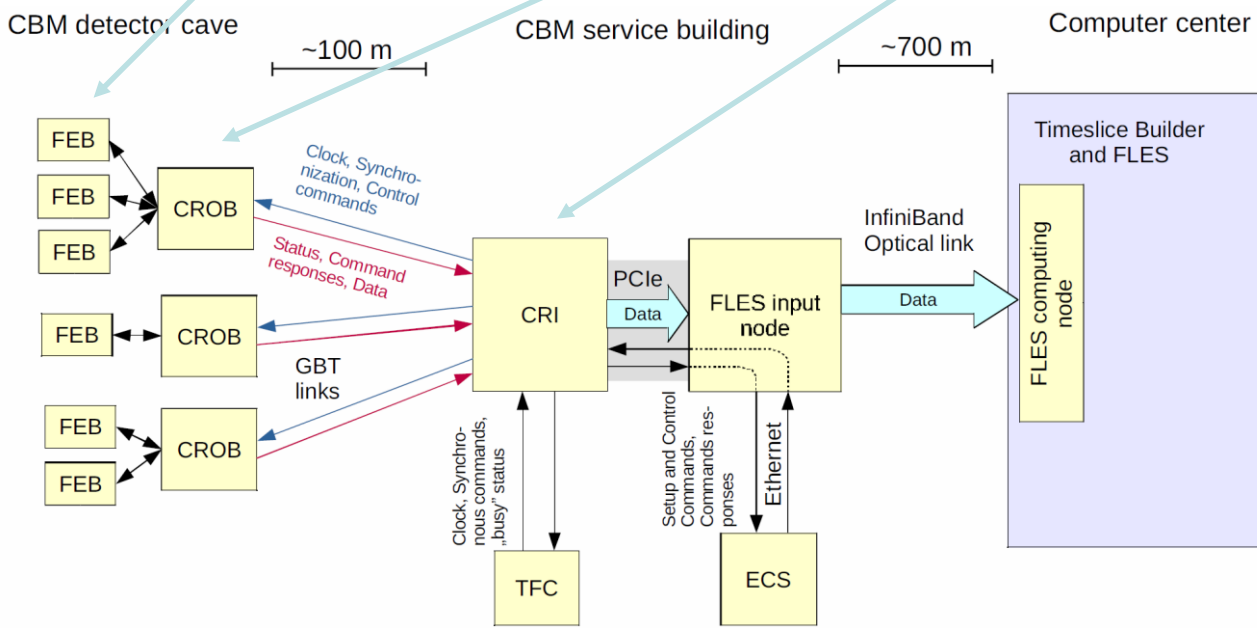 CBM detector cave
~100 m
CBM service building
~700 m
Computer center
FEB
FEB
FEB
CROB
Clock, Synchro-
nization, Control
commands
Status, Command
responses, Data
FEB
CROB
GBT
links
FEB
FEB
CROB
CRI
PCIe
Data
FLES input
node
InfiniBand
Optical link
Data
Timeslice Builder
and FLES
FLES computing
node
Clock, Synchro-
nous commands,
„busy” status
TFC
Setup and Control
Commands,
Commands res-
ponses
Ethernet
ECS